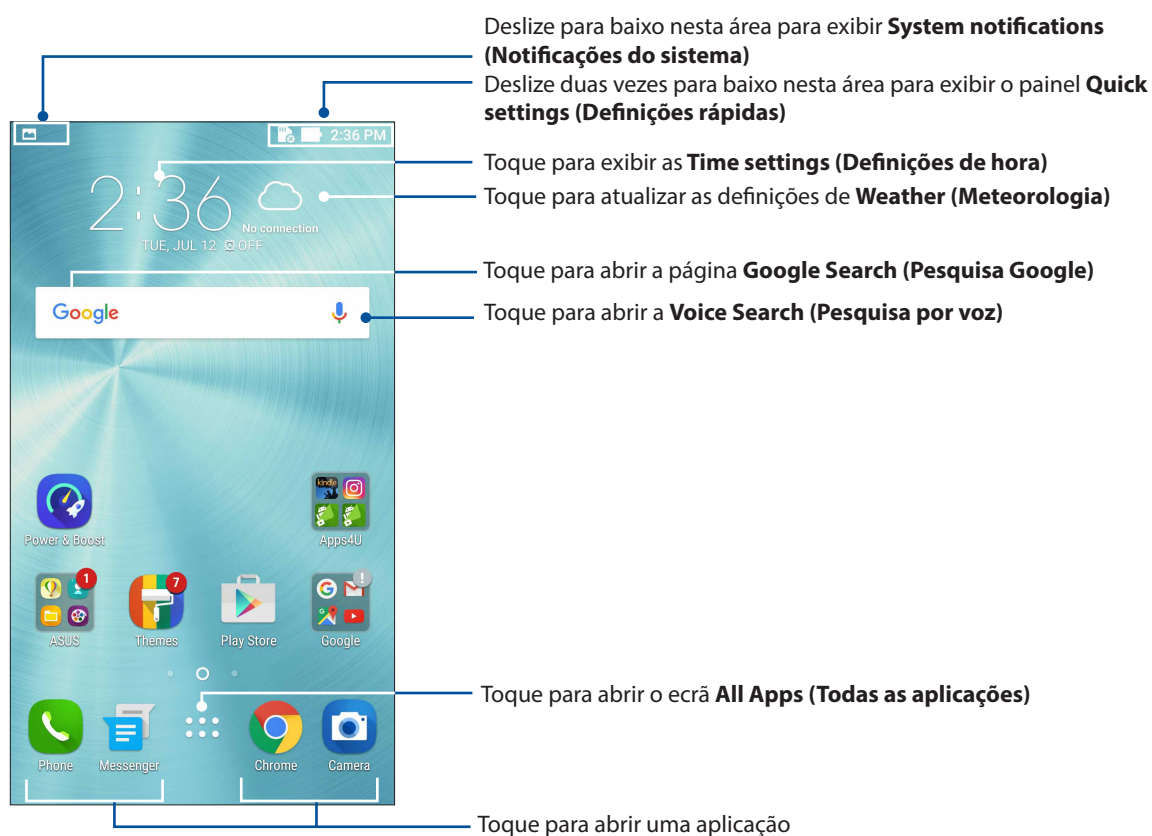 Deslize para baixo nesta área para exibir System notifications
(Notificações do sistema)
Deslize duas vezes para baixo nesta área para exibir o painel Quick
settings (Definições rápidas)
2:36 PM
Toque para exibir as Time settings (Definições de hora)
Toque para atualizar as definições de Weather (Meteorologia)
2:36
No connection
TUE, JUL 12 OFF
Toque para abrir a página Google Search (Pesquisa Google)
Google
Toque para abrir a Voice Search (Pesquisa por voz)
kindle
Power & Boost
Apps4U
1
7
!
G
ASUS
Themes
Play Store
Google
Toque para abrir o ecrã All Apps (Todas as aplicações)
Phone
Messenger
Chrome
Camera
Toque para abrir uma aplicação